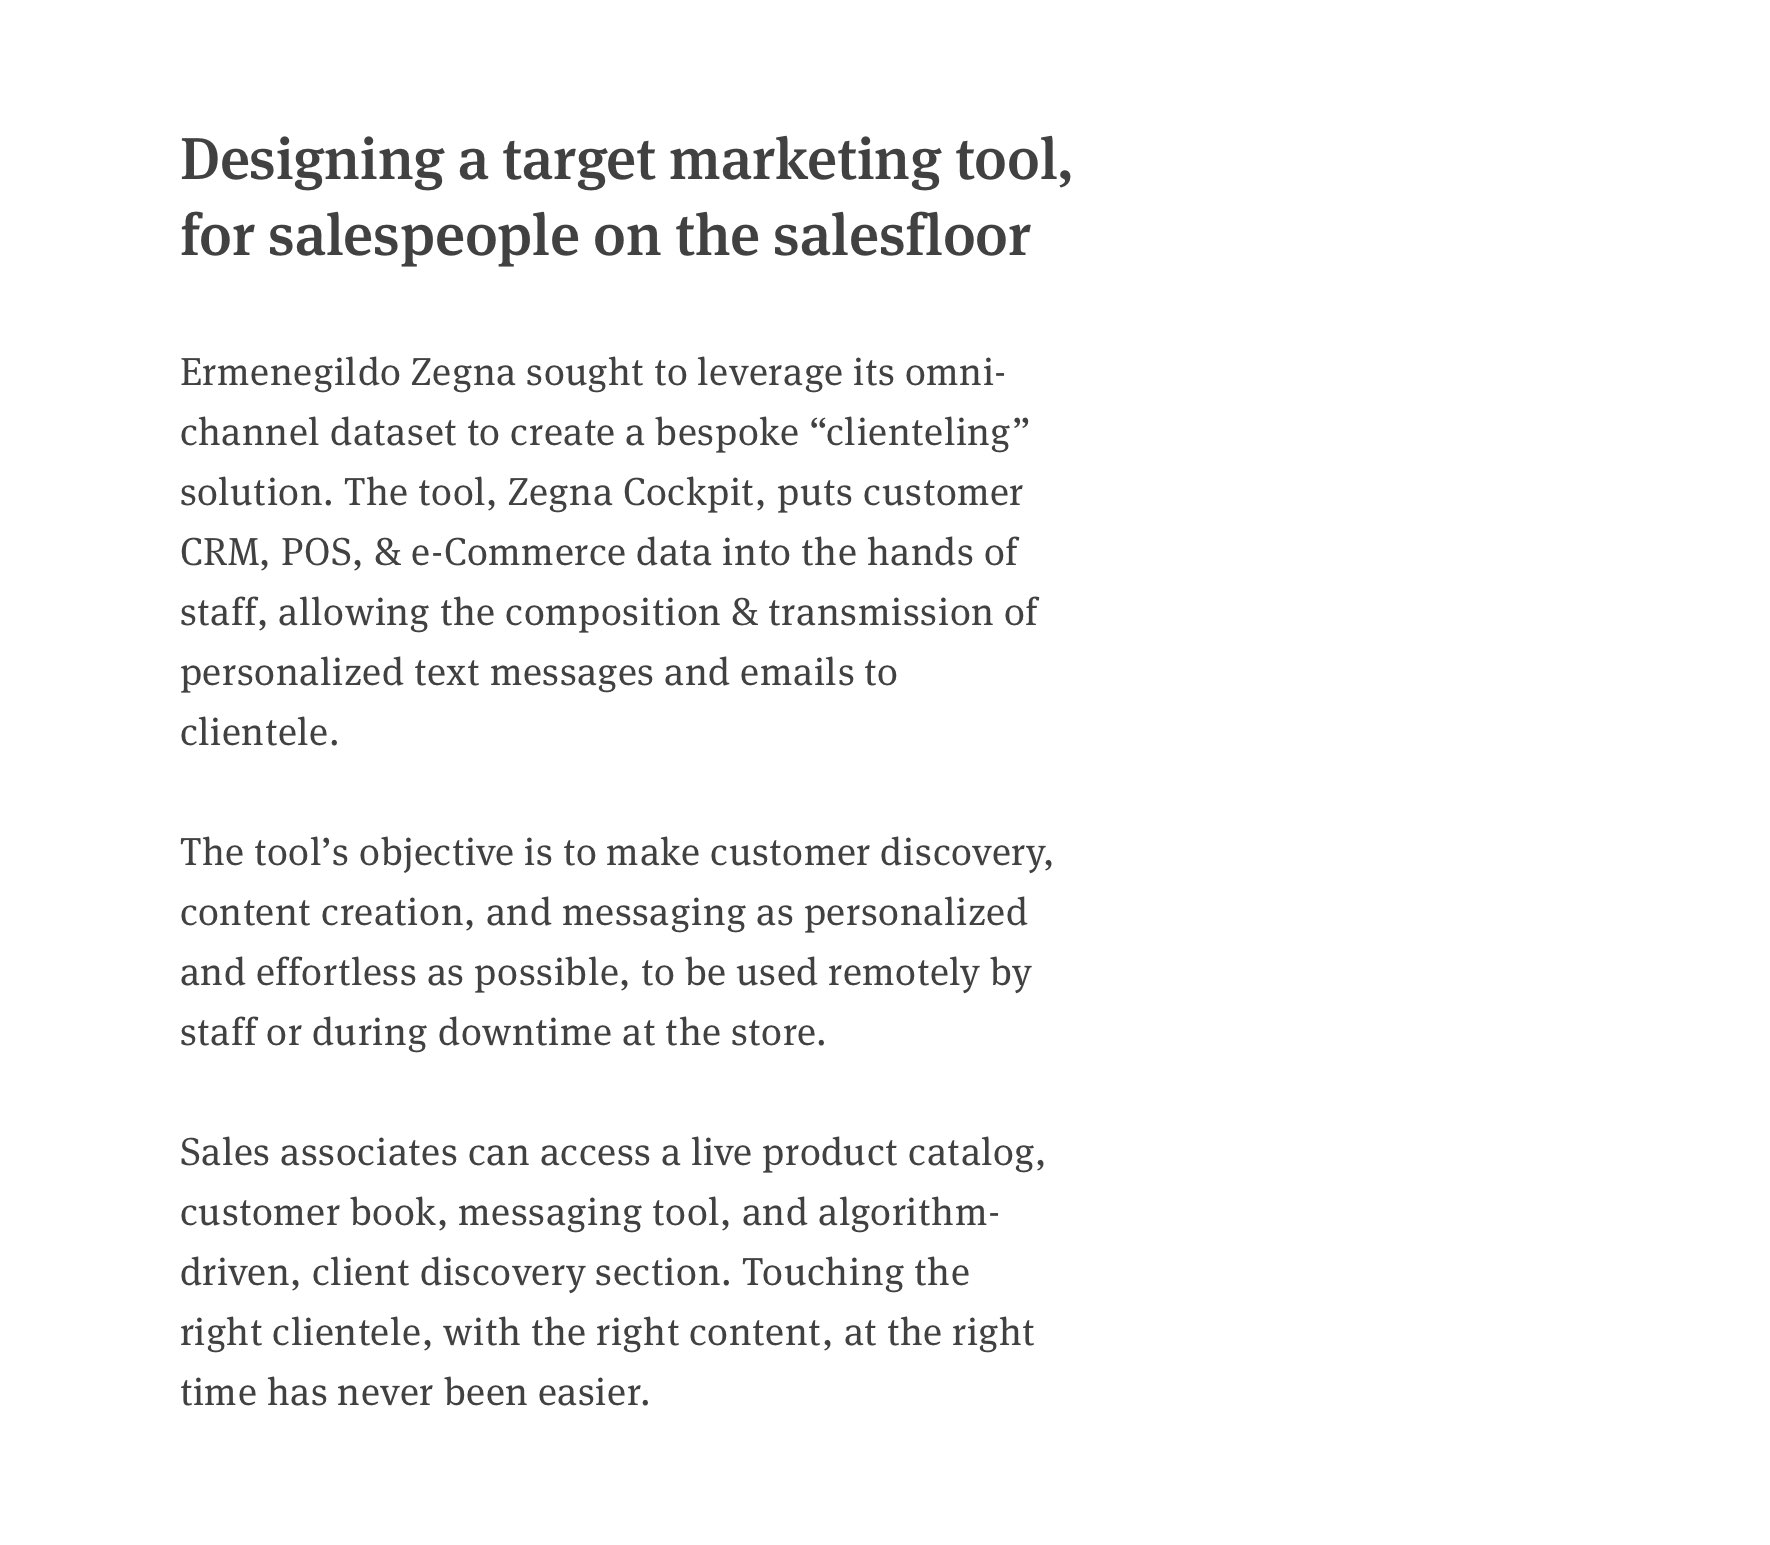 Designing a target marketing tool,
for salespeople on the salesfloor
Ermenegildo Zegna sought to leverage its omni-
channel dataset to create a bespoke “clienteling”
solution. The tool, Zegna Cockpit, puts customer
CRM, POS, & e-Commerce data into the hands of
staff, allowing the composition & transmission of
personalized text messages and emails to
clientele.
The tool’s objective is to make customer discovery,
content creation, and messaging as personalized
and effortless as possible, to be used remotely by
staff or during downtime at the store.
Sales associates can access a live product catalog,
customer book, messaging tool, and algorithm-
driven, client discovery section. Touching the
right clientele, with the right content, at the right
time has never been easier.